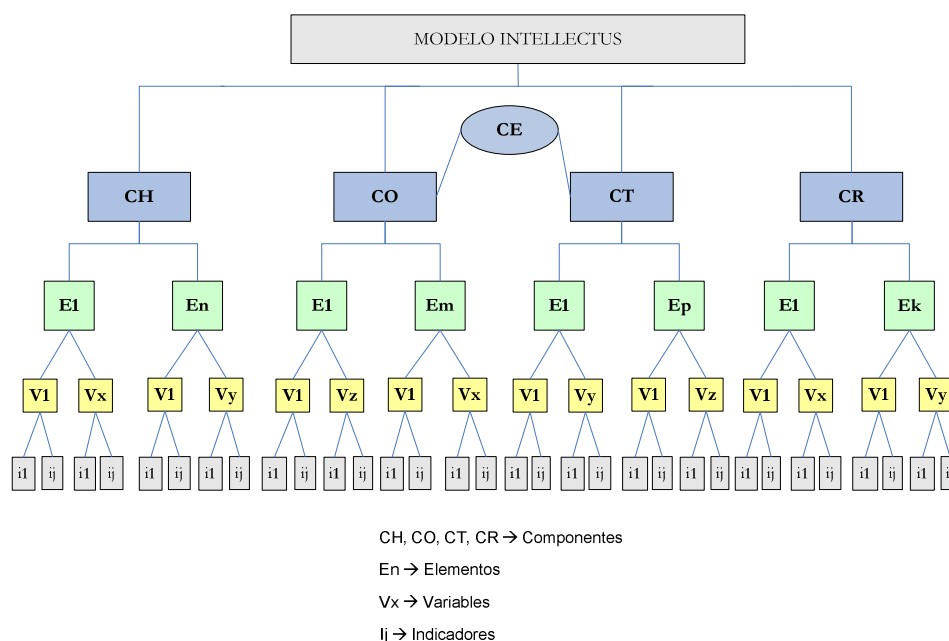 MODELO INTELLECTUS
CE
CH CO CT CR
E1 En E1 Em E1 Ep E1 Ek
V1 Vx V1 Vy V1 Vz V1 Vx V1 Vy V1 Vz V1 Vx V1 Vy
i1 ij i1 ij i1 ij i1 ij i1 ij i1 ij i1 ij i1 ij i1 ij i1 ij i1 ij i1 ij i1 ij i1 ij i1 ij i1 ij
CH, CO, CT, CR → Componentes
En → Elementos
Vx → Variables
Ij → Indicadores